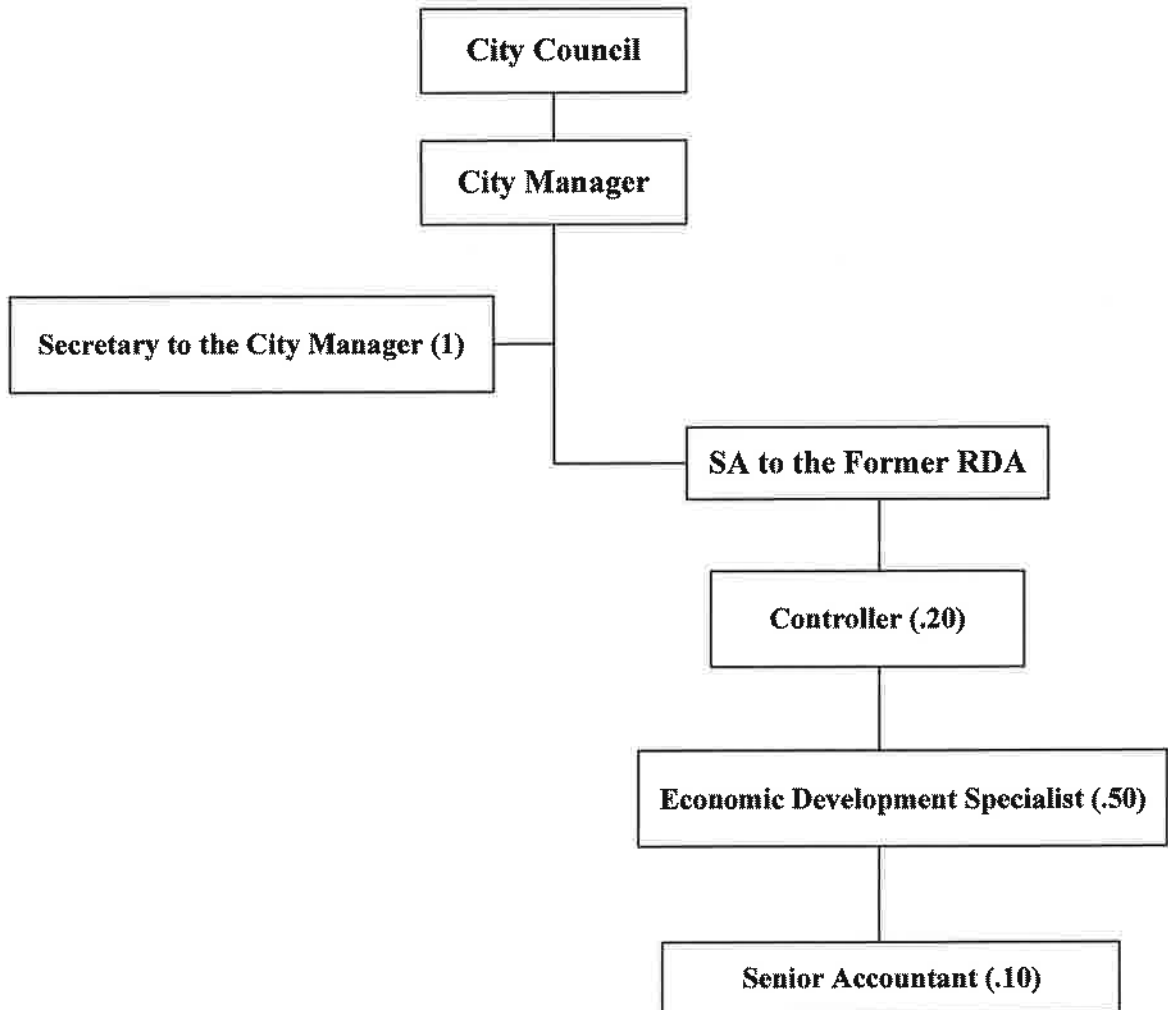 City Council
City Manager
Secretary to the City Manager (1)
SA to the Former RDA
Controller (.20)
Economic Development Specialist (.50)
Senior Accountant (.10)